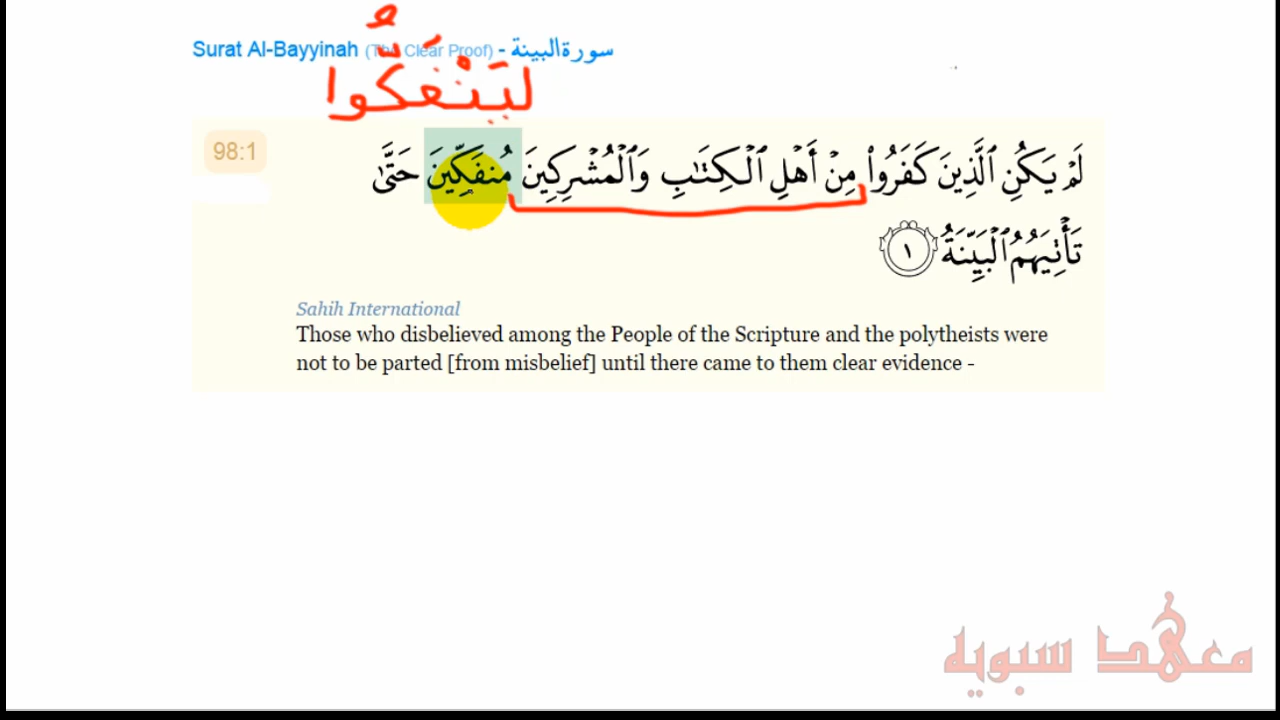 Surat Al-Bayyinah (The Clear Proof) - سورة البينة
لِيَنْفَكُّوا
98:1
لَمْ يَكُنِ ٱلَّذِينَ كَفَرُوا۟ مِنْ أَهْلِ ٱلْكِتَـٰبِ وَٱلْمُشْرِكِينَ مُنفَكِّينَ حَتَّىٰ
تَأْتِيَهُمُ ٱلْبَيِّنَةُ ١
Sahih International
Those who disbelieved among the People of the Scripture and the polytheists were
not to be parted [from misbelief] until there came to them clear evidence -
معهد سبويه